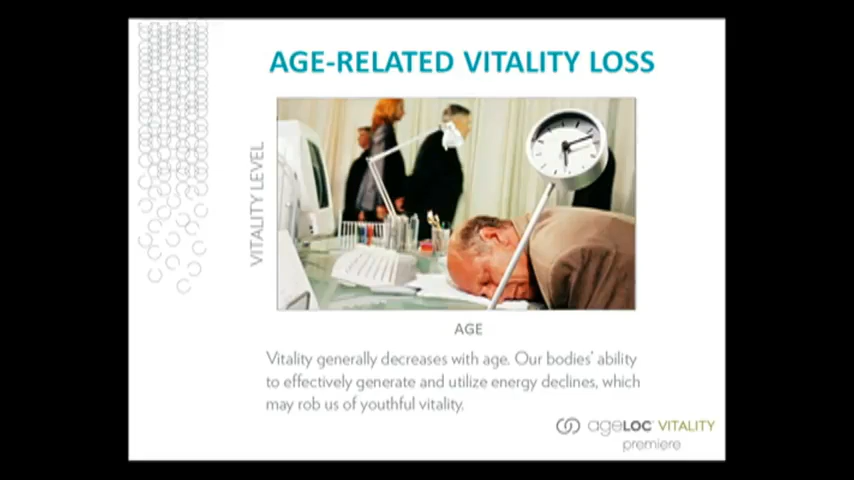 AGE-RELATED VITALITY LOSS
VITALITY LEVEL
AGE
Vitality generally decreases with age. Our bodies' ability
to effectively generate and utilize energy declines, which
may rob us of youthful vitality.
ageLOC VITALITY
premiere